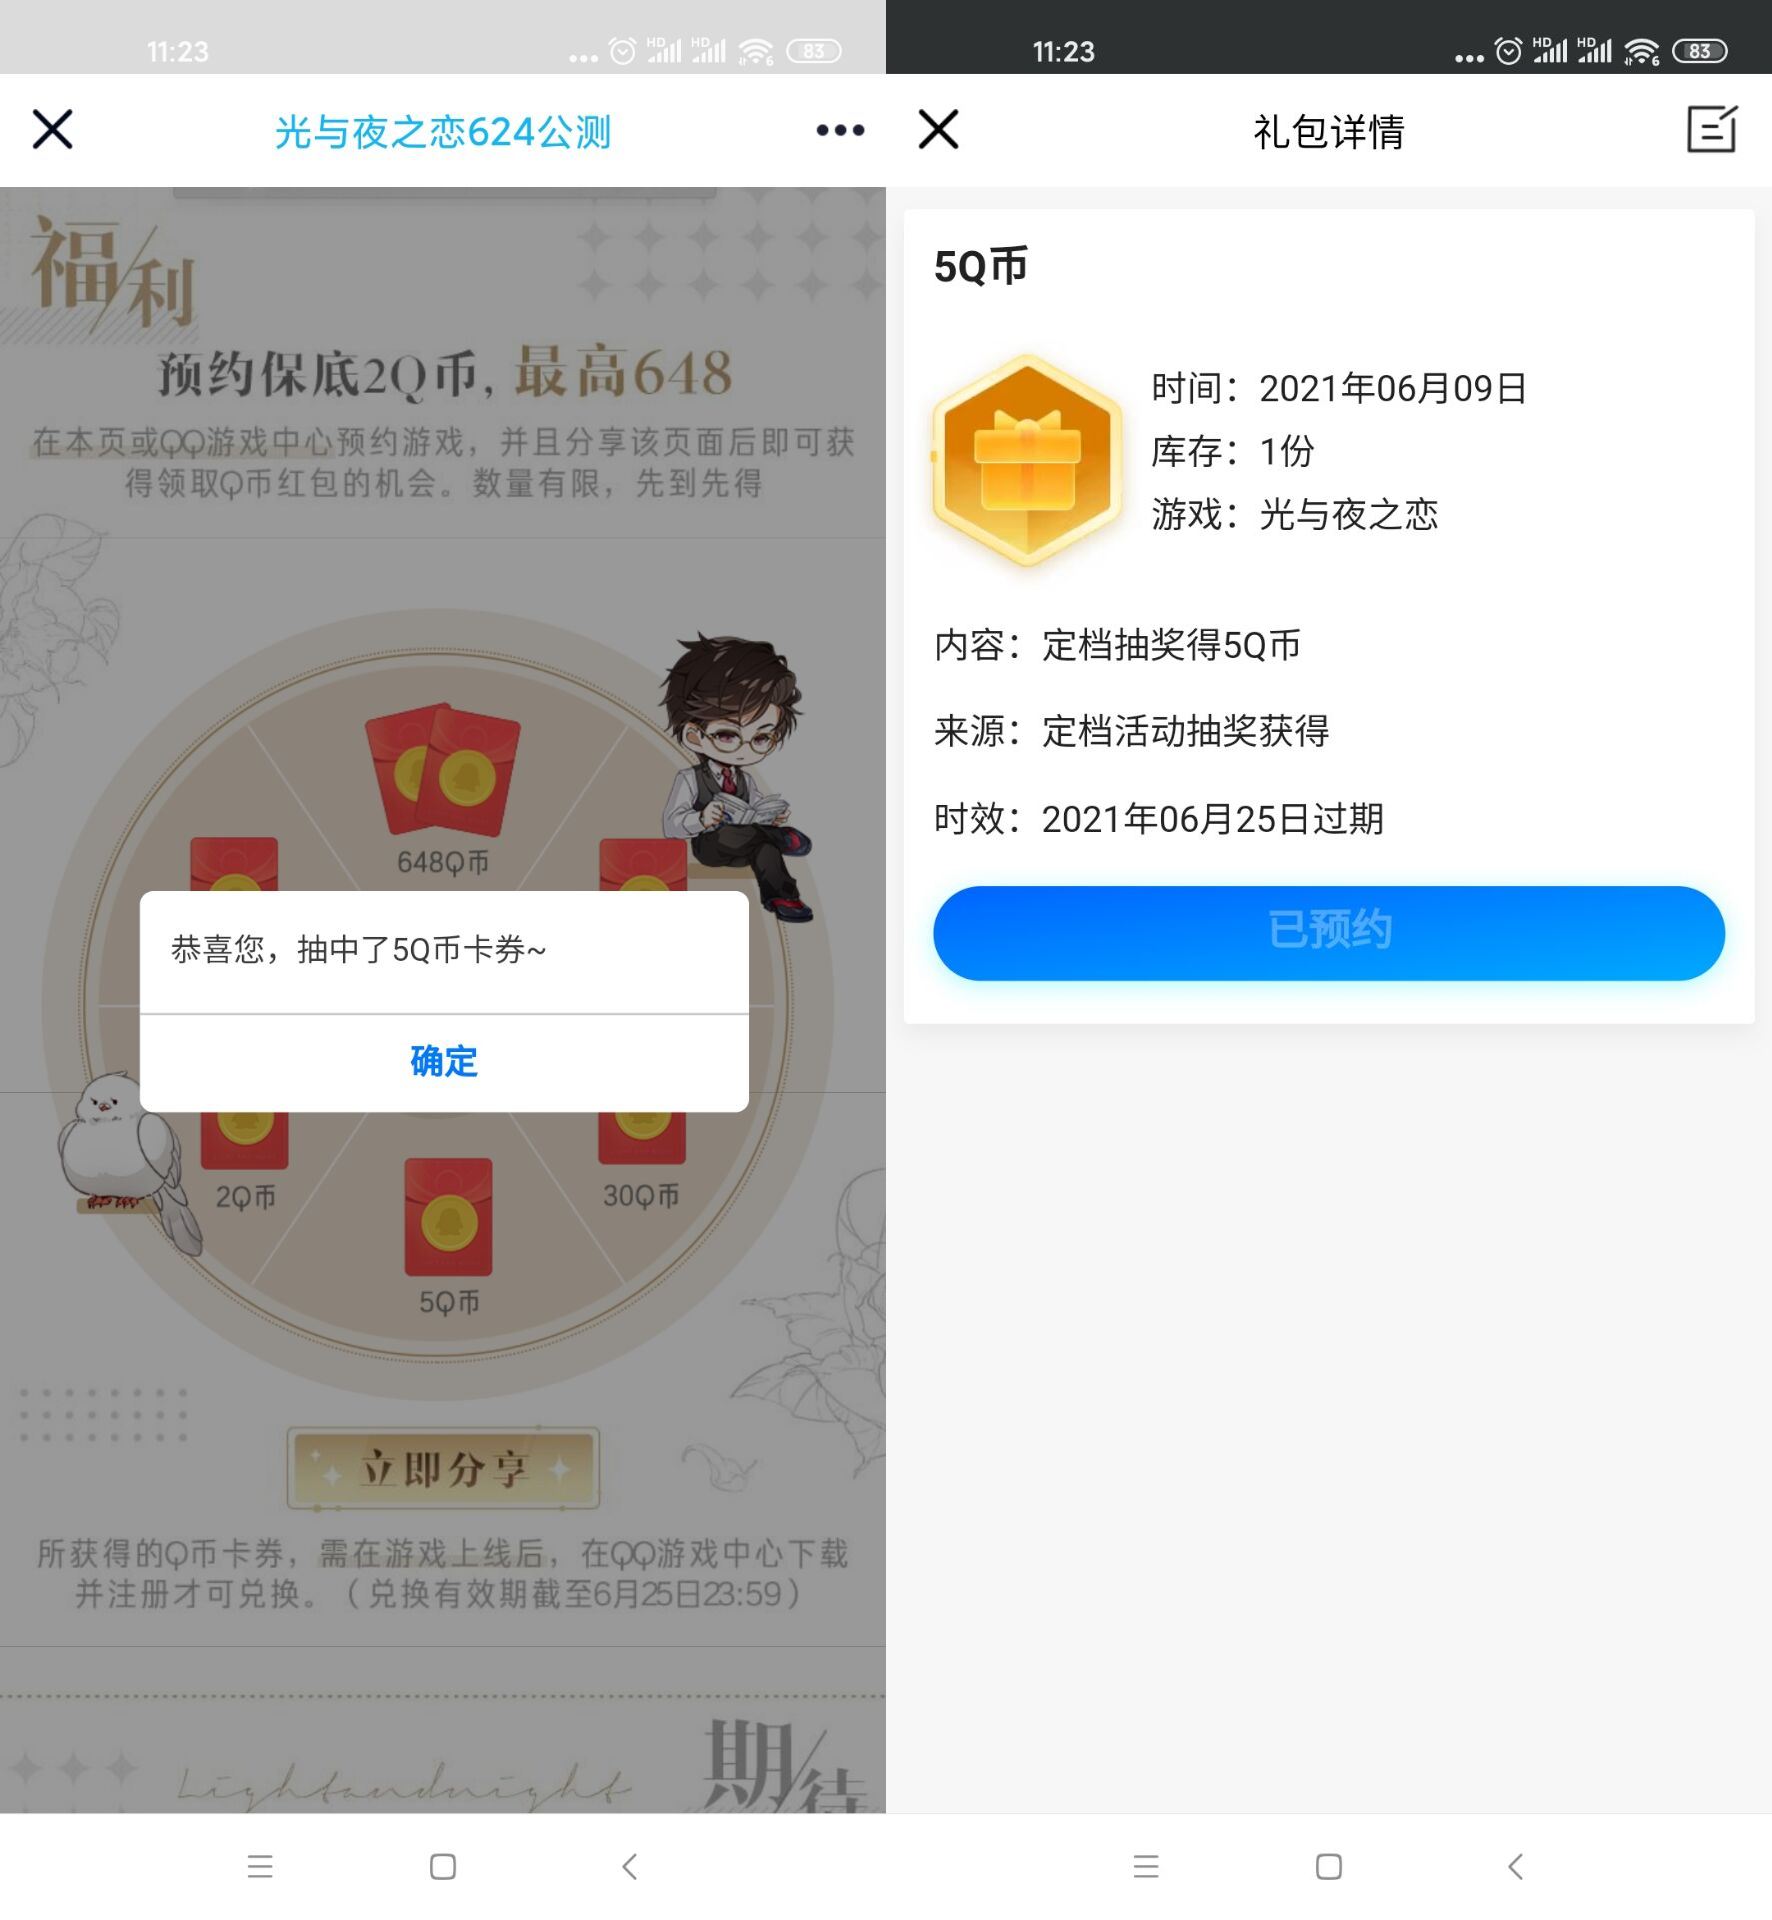 11:23
HD HD 6 83
光与夜之恋624公测
福/利
预约保底2Q币, 最高648
在本页或QQ游戏中心预约游戏，并且分享该页面后即可获
得领取Q币红包的机会。数量有限，先到先得
648Q币
恭喜您，抽中了5Q币卡券~
确定
2Q币
30Q币
5Q币
立即分享
所获得的Q币卡券，需在游戏上线后，在QQ游戏中心下载
并注册才可兑换。（兑换有效期截至6月25日23:59）
期/待
Lightandnight
11:23
HD HD 6 83
礼包详情
5Q币
时间：2021年06月09日
库存：1份
游戏：光与夜之恋
内容：定档抽奖得5Q币
来源：定档活动抽奖获得
时效：2021年06月25日过期
已预约